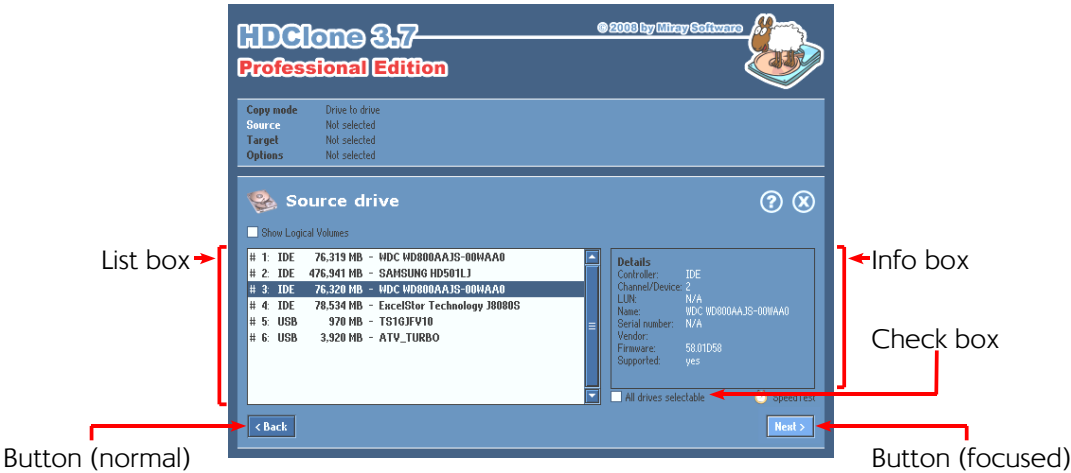 HDClone 3.7
© 2008 by Miray Software
Professional Edition
Copy mode Drive to drive
Source Not selected
Target Not selected
Options Not selected
Source drive
? X
Show Logical Volumes
List box
# 1: IDE 76,319 MB - WDC WD800AAJS-00WAA0
# 2: IDE 476,941 MB - SAMSUNG HD501LJ
# 3: IDE 76,320 MB - WDC WD800AAJS-00WAA0
# 4: IDE 78,534 MB - ExcelStor Technology J8080S
# 5: USB 970 MB - TS1GJFV10
# 6: USB 3,920 MB - ATV_TURBO
Details
Controller: IDE
Channel/Device: 2
LUN: N/A
Name: WDC WD800AAJS-00WAA0
Serial number: N/A
Vendor:
Firmware: 58.01D58
Supported: yes
Info box
Check box
All drives selectable SpeedTest
< Back
Next >
Button (normal)
Button (focused)